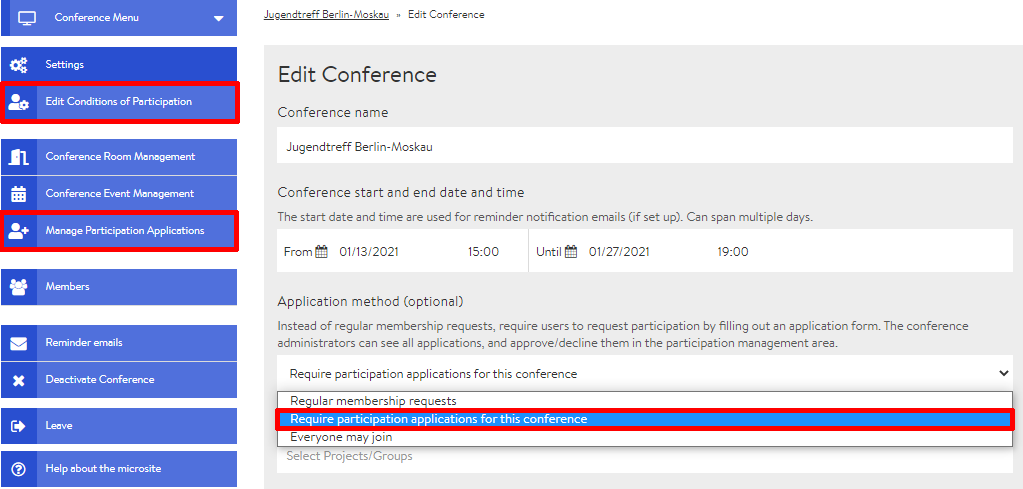 Conference Menu
Settings
Edit Conditions of Participation
Conference Room Management
Conference Event Management
Manage Participation Applications
Members
Reminder emails
Deactivate Conference
Leave
Help about the microsite
Jugendtreff Berlin-Moskau » Edit Conference
Edit Conference
Conference name
Jugendtreff Berlin-Moskau
Conference start and end date and time
The start date and time are used for reminder notification emails (if set up). Can span multiple days.
From 01/13/2021 15:00 Until 01/27/2021 19:00
Application method (optional)
Instead of regular membership requests, require users to request participation by filling out an application form. The conference
administrators can see all applications, and approve/decline them in the participation management area.
Require participation applications for this conference
Regular membership requests
Require participation applications for this conference
Everyone may join
Select Projects/Groups